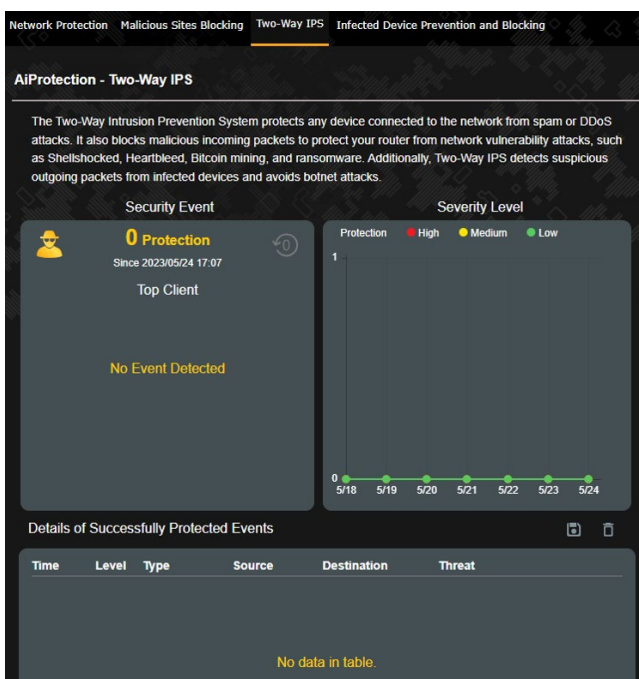 Network Protection Malicious Sites Blocking Two-Way IPS Infected Device Prevention and Blocking
AiProtection - Two-Way IPS
The Two-Way Intrusion Prevention System protects any device connected to the network from spam or DDoS
attacks. It also blocks malicious incoming packets to protect your router from network vulnerability attacks, such
as Shellshocked, Heartbleed, Bitcoin mining, and ransomware. Additionally, Two-Way IPS detects suspicious
outgoing packets from infected devices and avoids botnet attacks.
Security Event
0 Protection
0
Since 2023/05/24 17:07
Top Client
No Event Detected
Severity Level
Protection High Medium Low
1
0
5/18 5/19 5/20 5/21 5/22 5/23 5/24
Details of Successfully Protected Events
Time Level Type Source Destination Threat
No data in table.